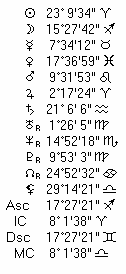 ☉ 23° 9'34" ♈
☽ 15°27'42" ♐
☿ 7°34'12" ♉
♀ 17°36'59" ♓
♂ 9°31'53" ♌
♃ 2°17'24" ♈
♄ 21° 6' 6" ♒
♅R 1°26' 5" ♍
♆R 14°52'18" ♏
♇R 9°53' 3" ♍
☊R 24°52'32" ♋
⚸ 29°14'21" ♎
Asc 17°27'21" ♐
IC 8° 1'38" ♈
Dsc 17°27'21" ♊
MC 8° 1'38" ♎